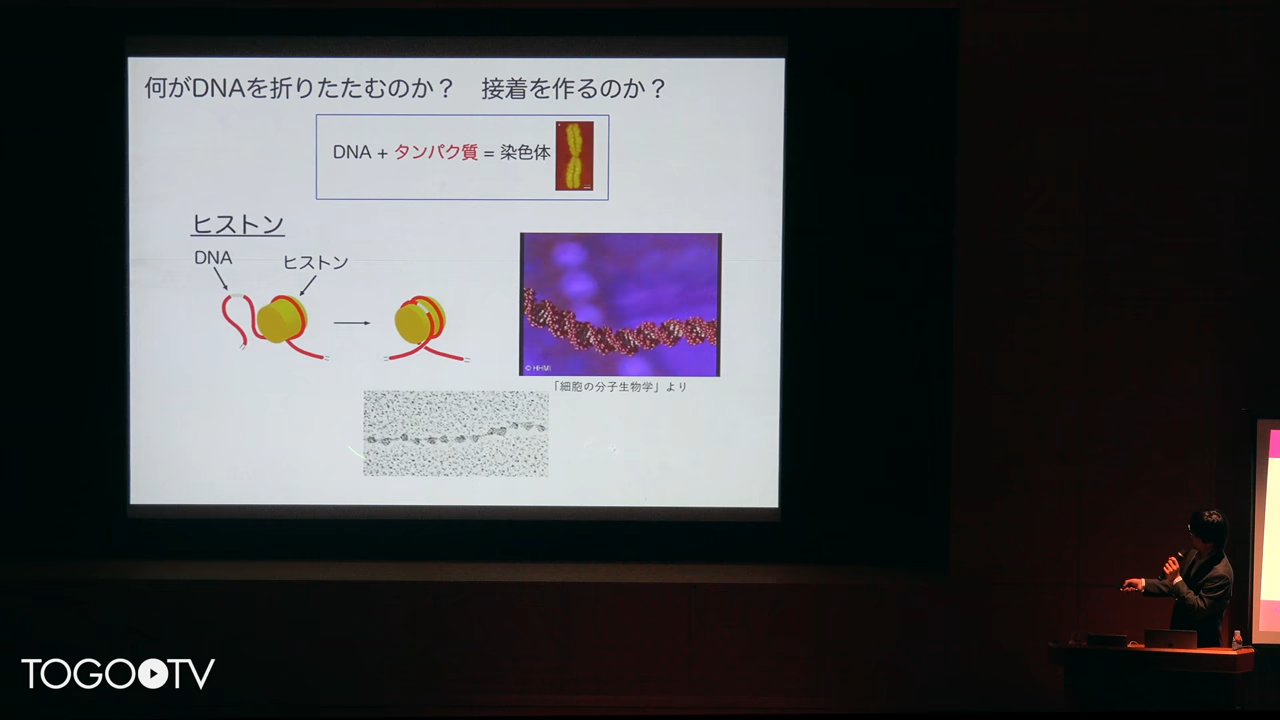 何がDNAを折りたたむのか？　接着を作るのか？
DNA + タンパク質 = 染色体
ヒストン
DNA
ヒストン
© HHMI
「細胞の分子生物学」より
TOGOTV